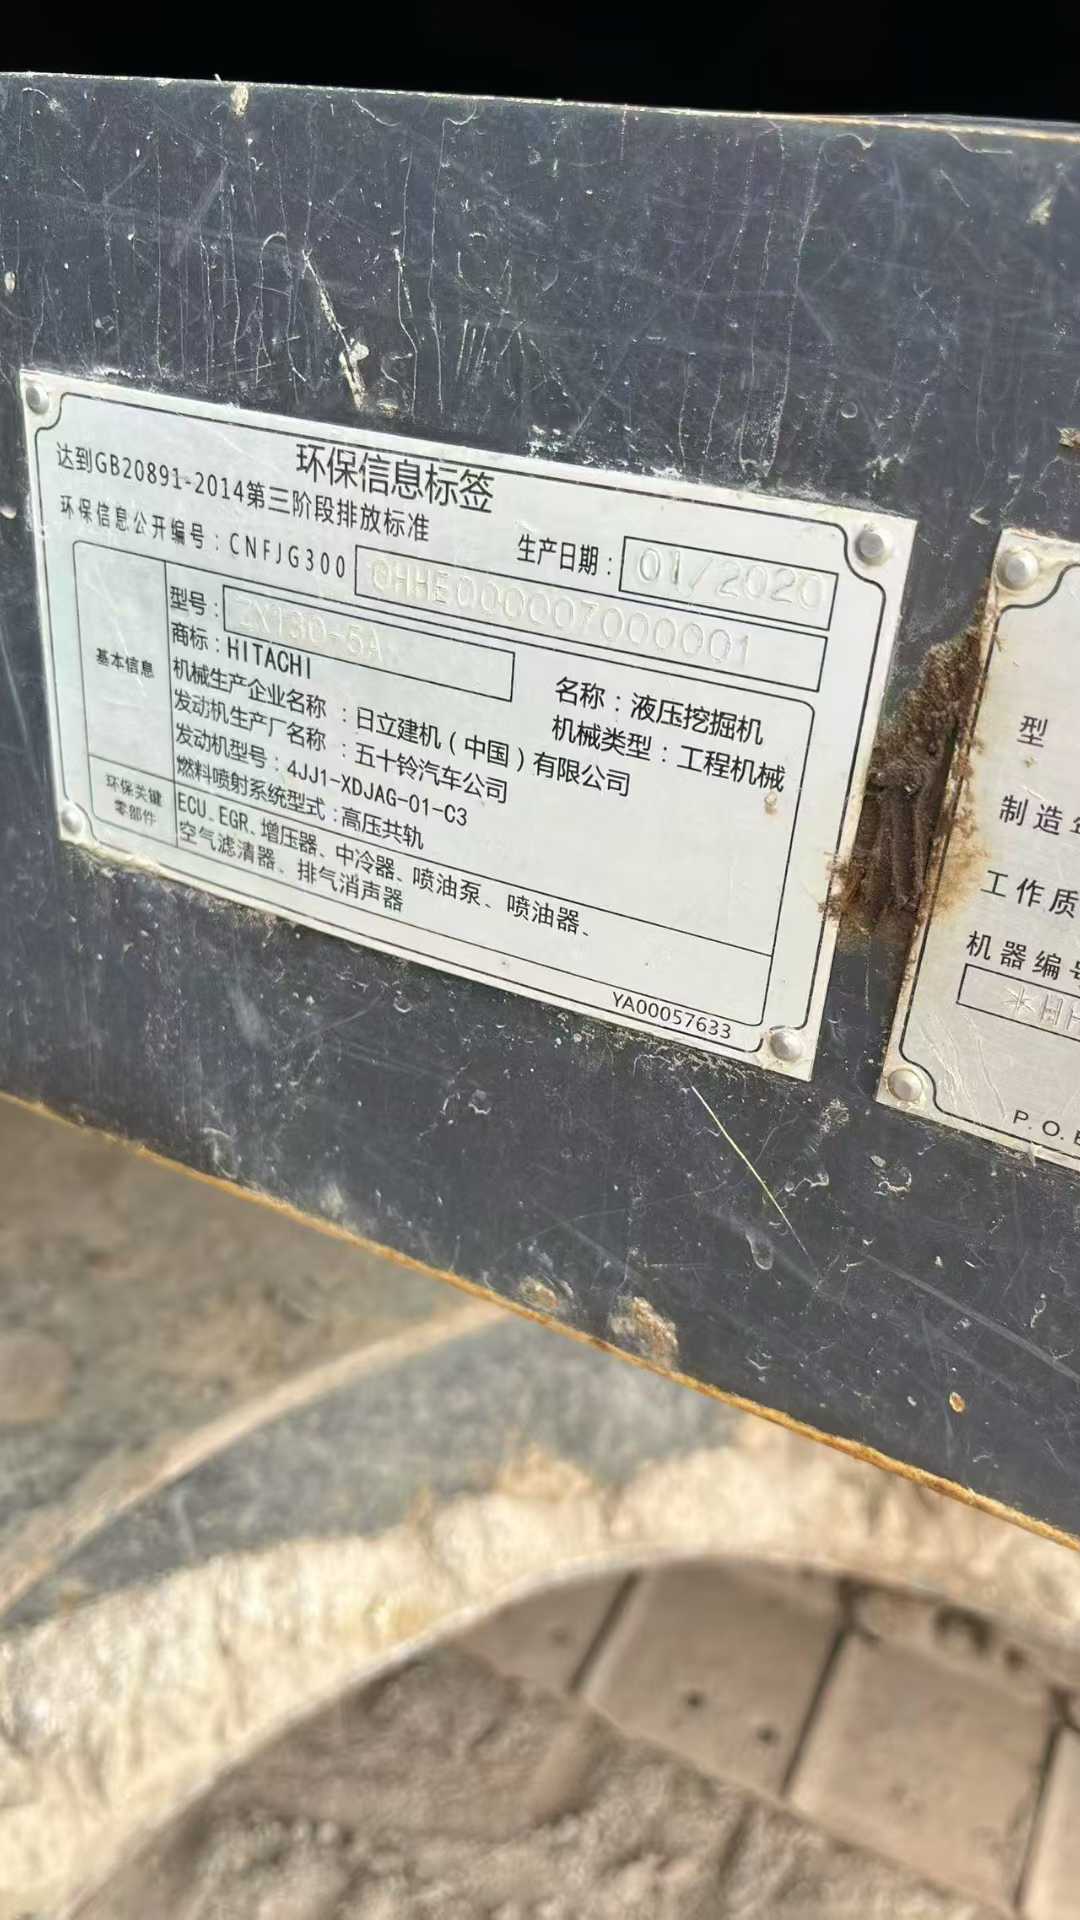 环保信息标签
达到GB20891-2014第三阶段排放标准
生产日期：01/2020
环保信息公开编号：CNFJG300 0HHE000007000001
基本信息
型号：ZX130-5A
名称：液压挖掘机
商标：HITACHI
机械类型：工程机械
机械生产企业名称：日立建机（中国）有限公司
发动机生产厂名称：五十铃汽车公司
发动机型号：4JJ1-XDJAG-01-C3
燃料喷射系统型式：高压共轨
环保关键
零部件
ECU、EGR、增压器、中冷器、喷油泵、喷油器、
空气滤清器、排气消声器
YA00057633
型
制造
工作质
机器编号
P.O.